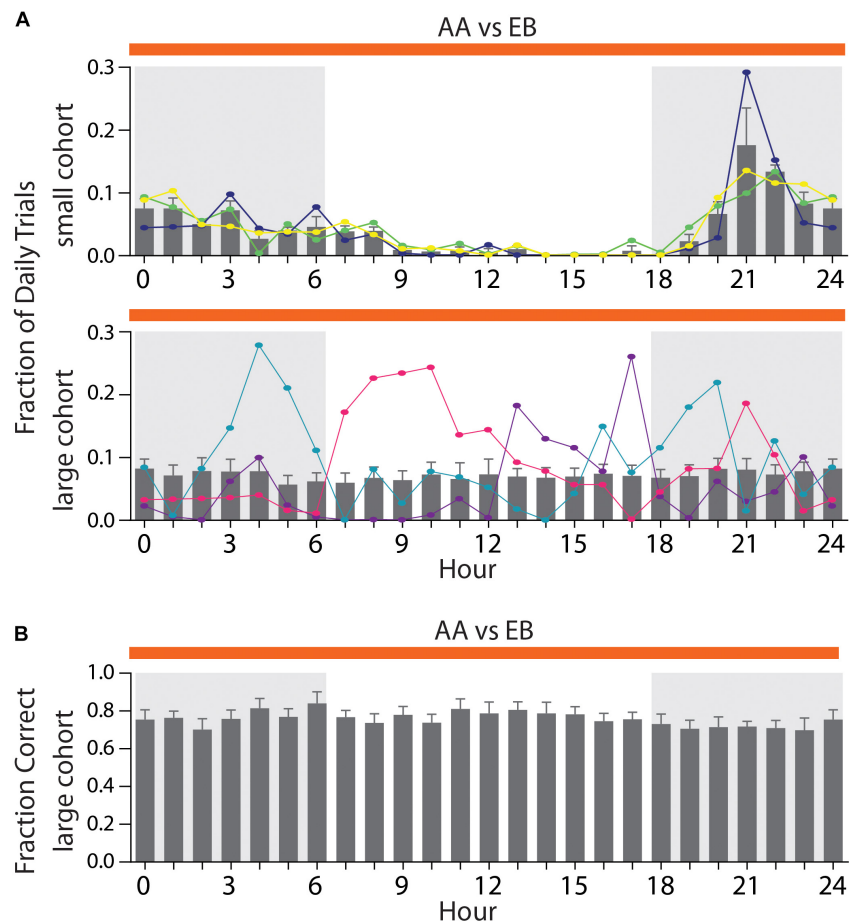 A
AA vs EB
Fraction of Daily Trials
small cohort
0.3
0.2
0.1
0.0
0 3 6 9 12 15 18 21 24
large cohort
0.3
0.2
0.1
0.0
0 3 6 9 12 15 18 21 24
Hour
B
AA vs EB
Fraction Correct
large cohort
1.0
0.8
0.6
0.4
0.2
0.0
0 3 6 9 12 15 18 21 24
Hour